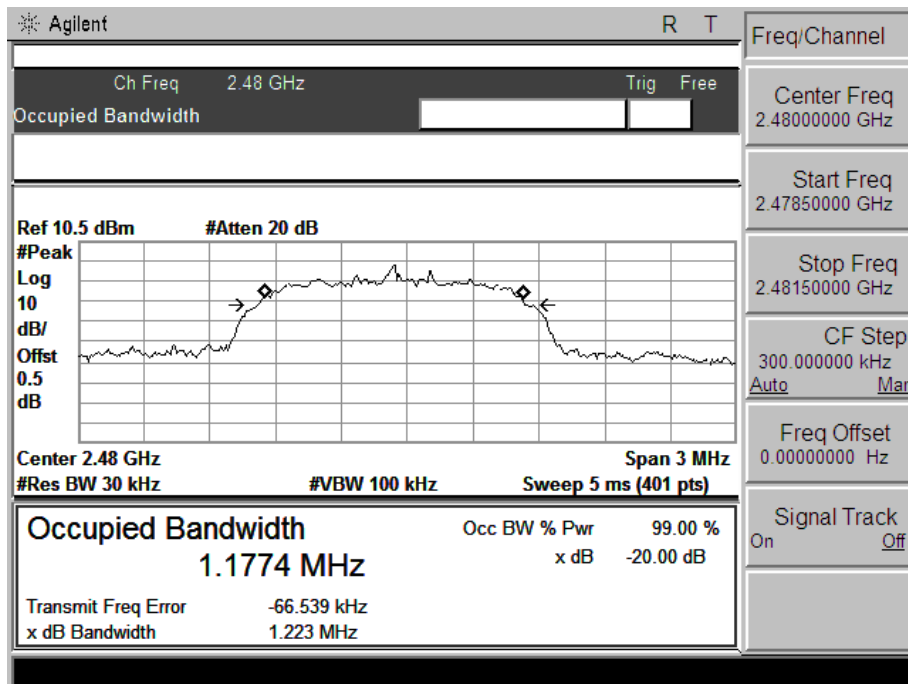 Agilent R T
Ch Freq 2.48 GHz Trig Free
Occupied Bandwidth
Ref 10.5 dBm #Atten 20 dB
#Peak
Log
10
dB/
Offst
0.5
dB
Center 2.48 GHz Span 3 MHz
#Res BW 30 kHz #VBW 100 kHz Sweep 5 ms (401 pts)
Occupied Bandwidth Occ BW % Pwr 99.00 %
1.1774 MHz x dB -20.00 dB
Transmit Freq Error -66.539 kHz
x dB Bandwidth 1.223 MHz
Freq/Channel
Center Freq
2.48000000 GHz
Start Freq
2.47850000 GHz
Stop Freq
2.48150000 GHz
CF Step
300.000000 kHz
Auto Mar
Freq Offset
0.00000000 Hz
Signal Track
On Off